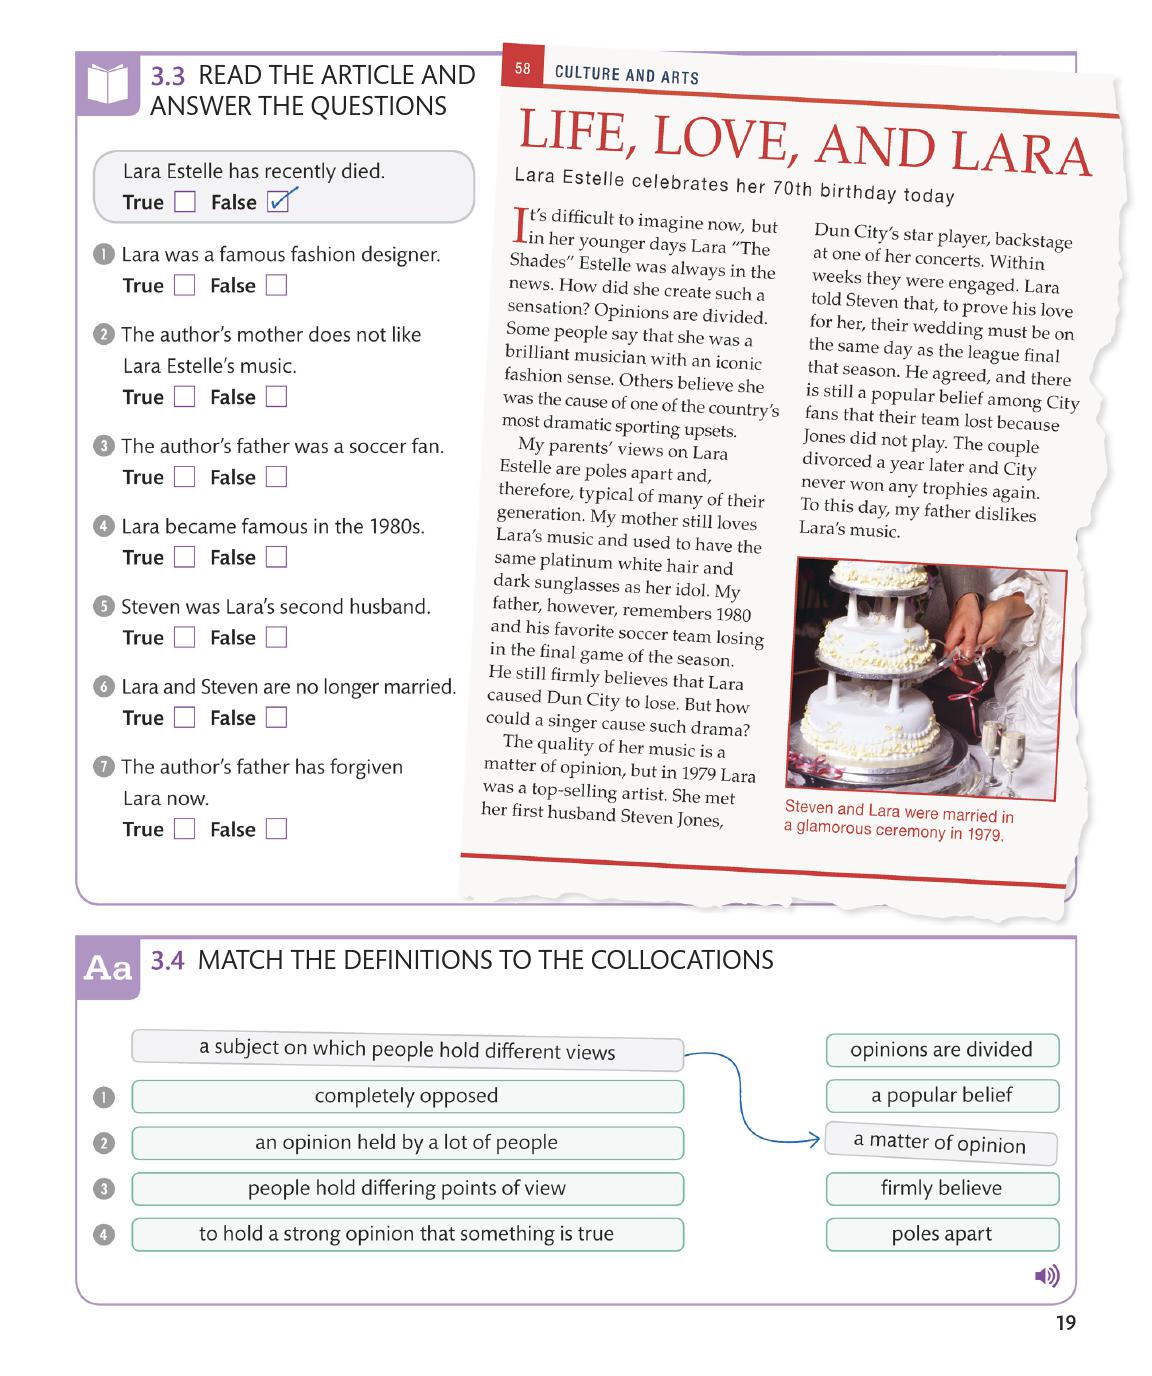 3.3 READ THE ARTICLE AND
ANSWER THE QUESTIONS
Lara Estelle has recently died.
True False
1 Lara was a famous fashion designer.
True False
2 The author's mother does not like
Lara Estelle's music.
True False
3 The author's father was a soccer fan.
True False
4 Lara became famous in the 1980s.
True False
5 Steven was Lara's second husband.
True False
6 Lara and Steven are no longer married.
True False
7 The author's father has forgiven
Lara now.
True False
58 CULTURE AND ARTS
LIFE, LOVE, AND LARA
Lara Estelle celebrates her 70th birthday today
It's difficult to imagine now, but
in her younger days Lara "The
Shades" Estelle was always in the
news. How did she create such a
sensation? Opinions are divided.
Some people say that she was a
brilliant musician with an iconic
fashion sense. Others believe she
was the cause of one of the country's
most dramatic sporting upsets.
My parents' views on Lara
Estelle are poles apart and,
therefore, typical of many of their
generation. My mother still loves
Lara's music and used to have the
same platinum white hair and
dark sunglasses as her idol. My
father, however, remembers 1980
and his favorite soccer team losing
in the final game of the season.
He still firmly believes that Lara
caused Dun City to lose. But how
could a singer cause such drama?
The quality of her music is a
matter of opinion, but in 1979 Lara
was a top-selling artist. She met
her first husband Steven Jones,
Dun City's star player, backstage
at one of her concerts. Within
weeks they were engaged. Lara
told Steven that, to prove his love
for her, their wedding must be on
the same day as the league final
that season. He agreed, and there
is still a popular belief among City
fans that their team lost because
Jones did not play. The couple
divorced a year later and City
never won any trophies again.
To this day, my father dislikes
Lara's music.
Steven and Lara were married in
a glamorous ceremony in 1979.
Aa 3.4 MATCH THE DEFINITIONS TO THE COLLOCATIONS
a subject on which people hold different views
opinions are divided
1 completely opposed
a popular belief
2 an opinion held by a lot of people
a matter of opinion
3 people hold differing points of view
firmly believe
4 to hold a strong opinion that something is true
poles apart
19